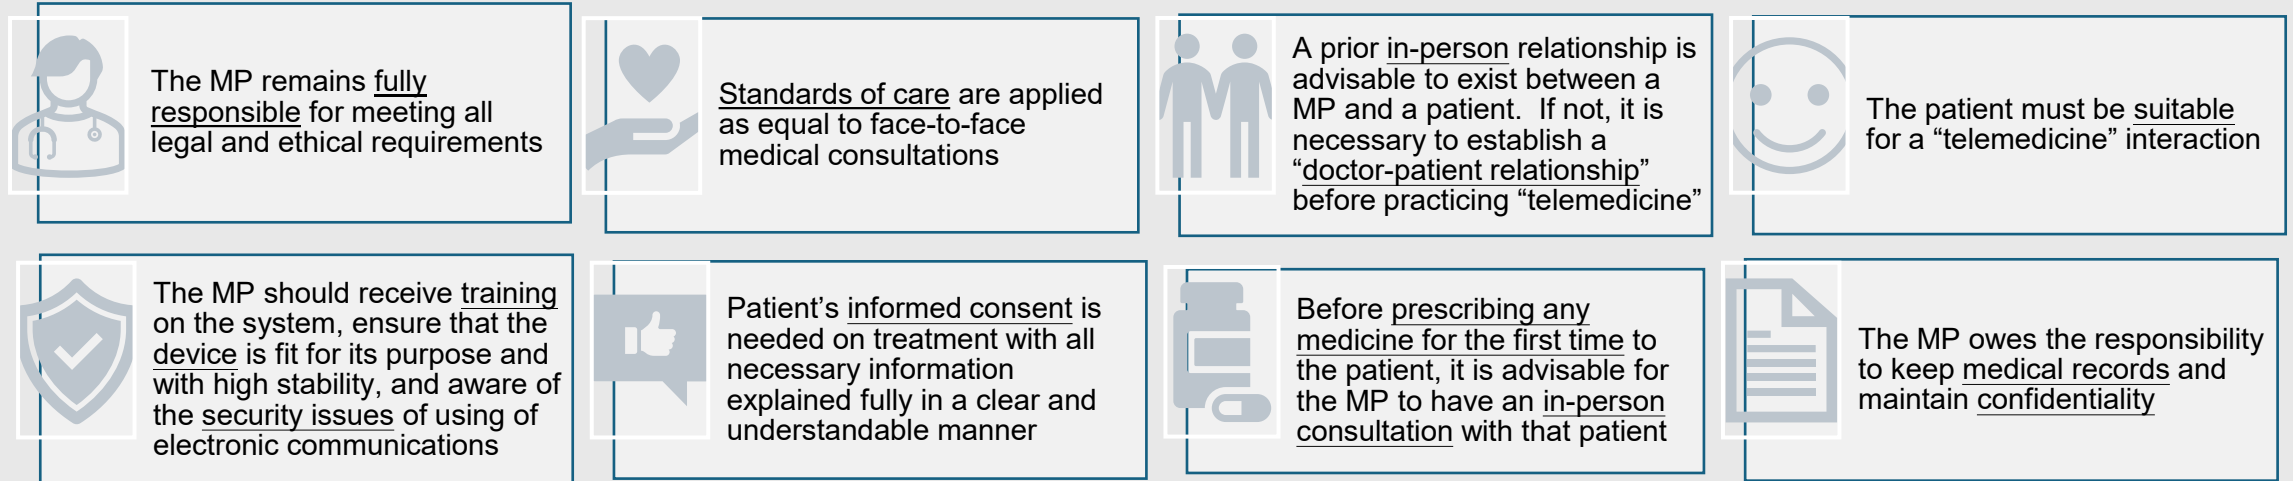 The MP remains fully
responsible for meeting all
legal and ethical requirements
Standards of care are applied
as equal to face-to-face
medical consultations
A prior in-person relationship is
advisable to exist between a
MP and a patient.  If not, it is
necessary to establish a
“doctor-patient relationship”
before practicing “telemedicine”
The patient must be suitable
for a “telemedicine” interaction
The MP should receive training
on the system, ensure that the
device is fit for its purpose and
with high stability, and aware of
the security issues of using of
electronic communications
Patient’s informed consent is
needed on treatment with all
necessary information
explained fully in a clear and
understandable manner
Before prescribing any
medicine for the first time to
the patient, it is advisable for
the MP to have an in-person
consultation with that patient
The MP owes the responsibility
to keep medical records and
maintain confidentiality